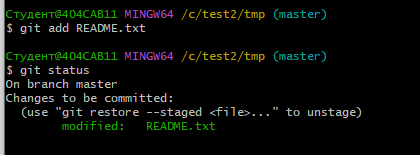 Студент@404CAB11 MINGW64 /c/test2/tmp (master)
$ git add README.txt
Студент@404CAB11 MINGW64 /c/test2/tmp (master)
$ git status
On branch master
Changes to be committed:
(use "git restore --staged <file>..." to unstage)
modified: README.txt